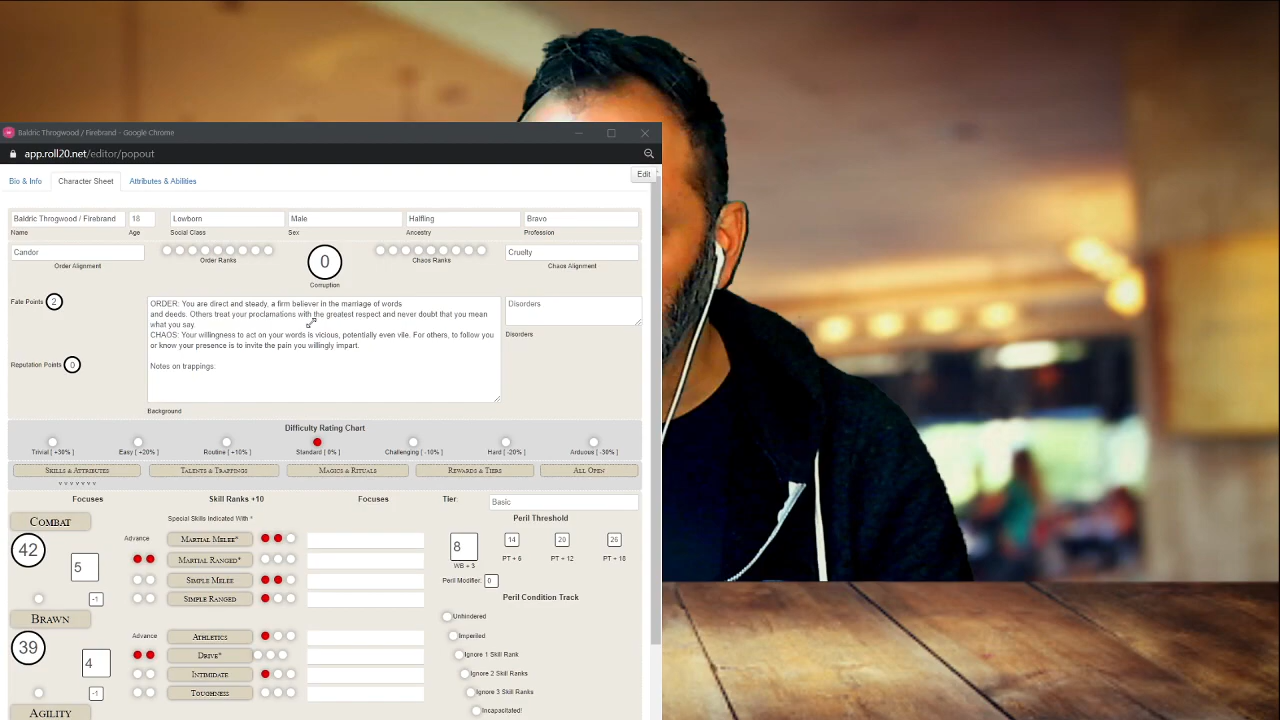 Baldric Throgwood / Firebrand - Google Chrome
app.roll20.net/editor/popout
Bio & Info Character Sheet Attributes & Abilities Edit
Baldric Throgwood / Firebrand 18 Lowborn Male Halfling Bravo
Name Age Social Class Sex Ancestry Profession
Candor Cruelty
Order Alignment Order Ranks 0 Chaos Ranks Chaos Alignment
Corruption
Fate Points 2
ORDER: You are direct and steady, a firm believer in the marriage of words
and deeds. Others treat your proclamations with the greatest respect and never doubt that you mean
what you say.
CHAOS: Your willingness to act on your words is vicious, potentially even vile. For others, to follow you
or know your presence is to invite the pain you willingly impart.
Notes on trappings:
Disorders
Disorders
Reputation Points 0
Background
Difficulty Rating Chart
Trivial [ +30% ] Easy [ +20% ] Routine [ +10% ] Standard [ 0% ] Challenging [ -10% ] Hard [ -20% ] Arduous [ -30% ]
Skills & Attributes Talents & Trappings Magics & Rituals Rewards & Tiers All Open
v v v v v v v
Focuses Skill Ranks +10 Focuses Tier: Basic
Combat Special Skills Indicated With * Peril Threshold
42 5 Advance Martial Melee* 8 14 20 26
Martial Ranged* WB + 3 PT + 6 PT + 12 PT + 18
Simple Melee Peril Modifier: 0
-1 Simple Ranged Peril Condition Track
Brawn Unhindered
39 4 Advance Athletics Imperiled
Drive* Ignore 1 Skill Rank
Intimidate Ignore 2 Skill Ranks
-1 Toughness Ignore 3 Skill Ranks
Agility Incapacitated!